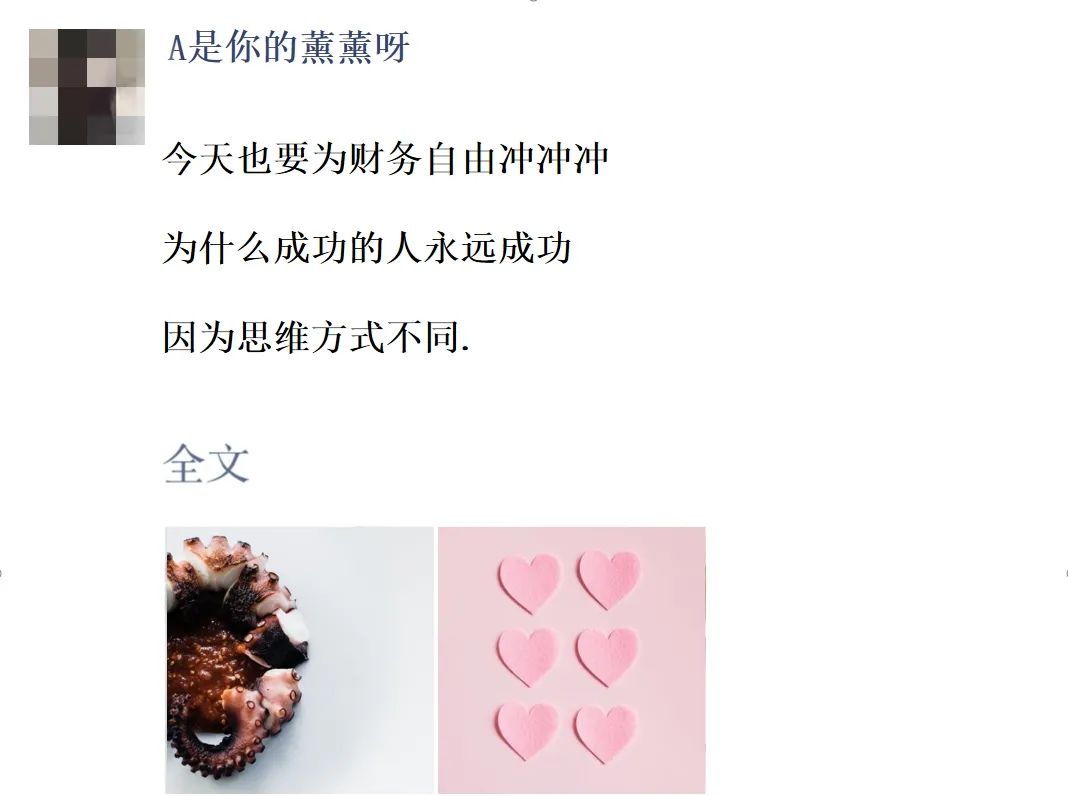 A是你的薰薰呀
今天也要为财务自由冲冲冲
为什么成功的人永远成功
因为思维方式不同.
全文